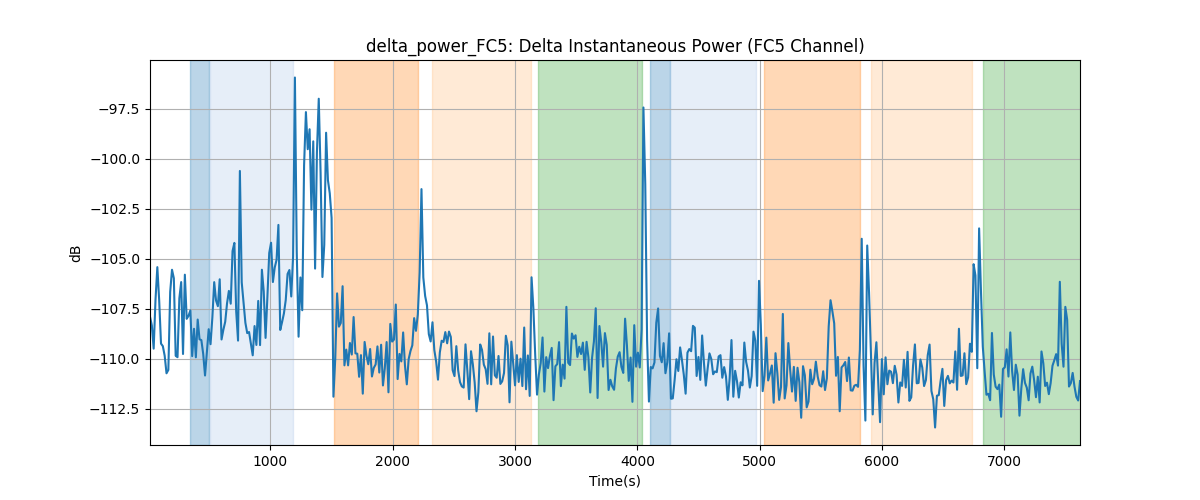 delta_power_FC5: Delta Instantaneous Power (FC5 Channel)
−97.5
−100.0
−102.5
−105.0
−107.5
−110.0
−112.5
dB
1000 2000 3000 4000 5000 6000 7000
Time(s)